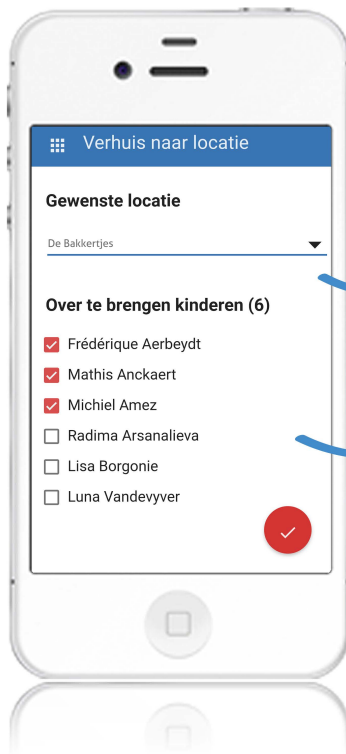 Verhuis naar locatie
Gewenste locatie
De Bakkertjes
Over te brengen kinderen (6)
Frédérique Aerbeydt
Mathis Anckaert
Michiel Amez
Radima Arsanalieva
Lisa Borgonie
Luna Vandevyver